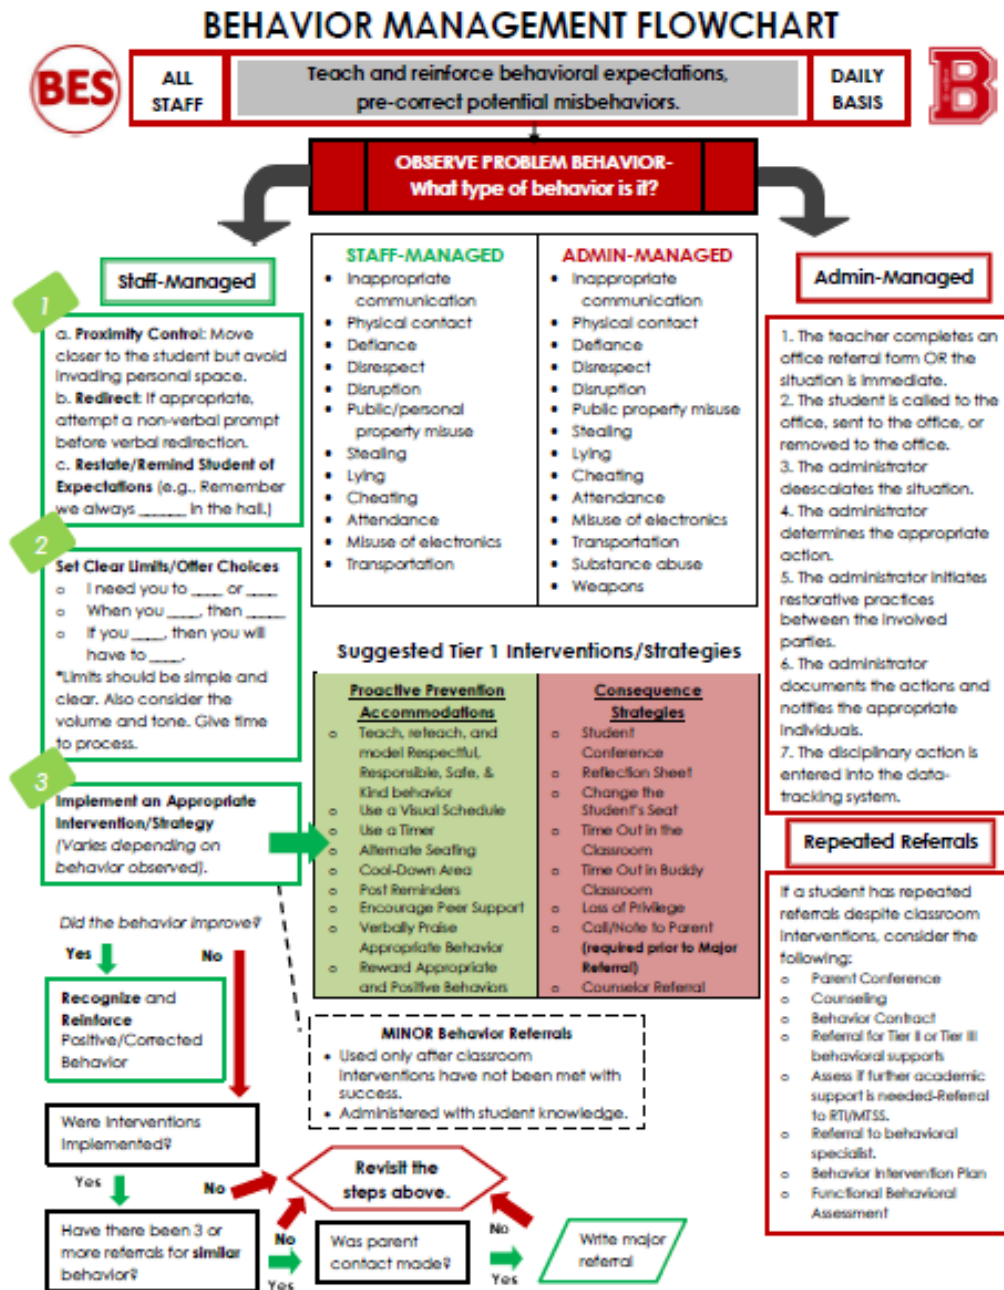 BEHAVIOR MANAGEMENT FLOWCHART
BES
ALL
STAFF
Teach and reinforce behavioral expectations,
pre-correct potential misbehaviors.
DAILY
BASIS
B
OBSERVE PROBLEM BEHAVIOR-
What type of behavior is it?
Staff-Managed
1
a. Proximity Control: Move
closer to the student but avoid
invading personal space.
b. Redirect: If appropriate,
attempt a non-verbal prompt
before verbal redirection.
c. Restate/Remind Student of
Expectations (e.g., Remember
we always ______ in the hall.)
2
Set Clear Limits/Offer Choices
o I need you to ____ or ____
o When you ____, then _____
o If you ____, then you will
have to ____.
*Limits should be simple and
clear. Also consider the
volume and tone. Give time
to process.
3
Implement an Appropriate
Intervention/Strategy
(Varies depending on
behavior observed).
STAFF-MANAGED
• Inappropriate
communication
• Physical contact
• Defiance
• Disrespect
• Disruption
• Public/personal
property misuse
• Stealing
• Lying
• Cheating
• Attendance
• Misuse of electronics
• Transportation
ADMIN-MANAGED
• Inappropriate
communication
• Physical contact
• Defiance
• Disrespect
• Disruption
• Public property misuse
• Stealing
• Lying
• Cheating
• Attendance
• Misuse of electronics
• Transportation
• Substance abuse
• Weapons
Admin-Managed
1. The teacher completes an
office referral form OR the
situation is immediate.
2. The student is called to the
office, sent to the office, or
removed to the office.
3. The administrator
deescalates the situation.
4. The administrator
determines the appropriate
action.
5. The administrator initiates
restorative practices
between the involved
parties.
6. The administrator
documents the actions and
notifies the appropriate
individuals.
7. The disciplinary action is
entered into the data-
tracking system.
Suggested Tier 1 Interventions/Strategies
Proactive Prevention
Accommodations
o Teach, reteach, and
model Respectful,
Responsible, Safe, &
Kind behavior
o Use a Visual Schedule
o Use a Timer
o Alternate Seating
o Cool-Down Area
o Post Reminders
o Encourage Peer Support
o Verbally Praise
Appropriate Behavior
o Reward Appropriate
and Positive Behaviors
Consequence
Strategies
o Student
Conference
o Reflection Sheet
o Change the
Student's Seat
o Time Out in the
Classroom
o Time Out in Buddy
Classroom
o Loss of Privilege
o Call/Note to Parent
(required prior to Major
Referral)
o Counselor Referral
Repeated Referrals
If a student has repeated
referrals despite classroom
interventions, consider the
following:
o Parent Conference
o Counseling
o Behavior Contract
o Referral for Tier II or Tier III
behavioral supports
o Assess if further academic
support is needed-Referral
to RTI/MTSS.
o Referral to behavioral
specialist.
o Behavior Intervention Plan
o Functional Behavioral
Assessment
Did the behavior improve?
Yes
No
Recognize and
Reinforce
Positive/Corrected
Behavior
MINOR Behavior Referrals
• Used only after classroom
interventions have not been met with
success.
• Administered with student knowledge.
Were Interventions
Implemented?
Yes
No
Revisit the
steps above.
Have there been 3 or
more referrals for similar
behavior?
No
Yes
Was parent
contact made?
No
Yes
Write major
referral